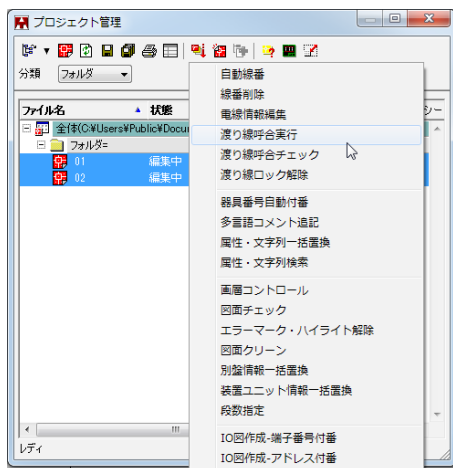 プロジェクト管理
分類 フォルダ
ファイル名 状態
全体(C:¥Users¥Public¥Docu
フォルダ=
01 編集中
02 編集中
レディ
自動線番
線番削除
電線情報編集
渡り線呼合実行
渡り線呼合チェック
渡り線ロック解除
器具番号自動付番
多言語コメント追記
属性・文字列一括置換
属性・文字列検索
画層コントロール
図面チェック
エラーマーク・ハイライト解除
図面クリーン
別盤情報一括置換
装置ユニット情報一括置換
段数指定
IO図作成-端子番号付番
IO図作成-アドレス付番